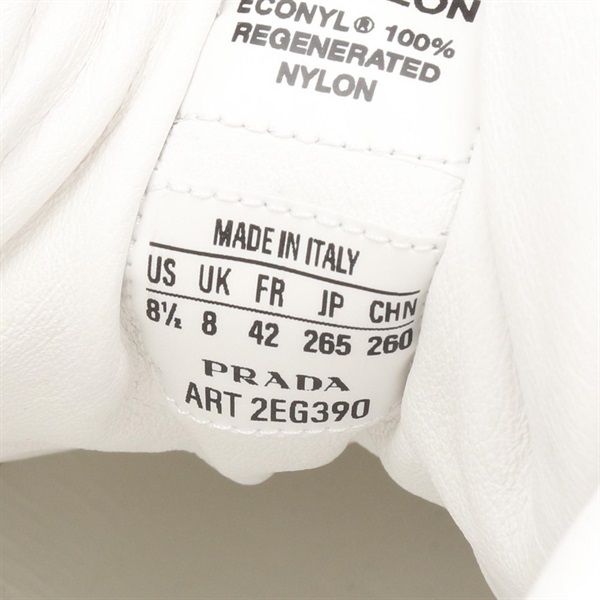 ECONYL® 100%
REGENERATED
NYLON
MADE IN ITALY
US UK FR JP CHN
8½ 8 42 265 260
PRADA
ART 2EG390